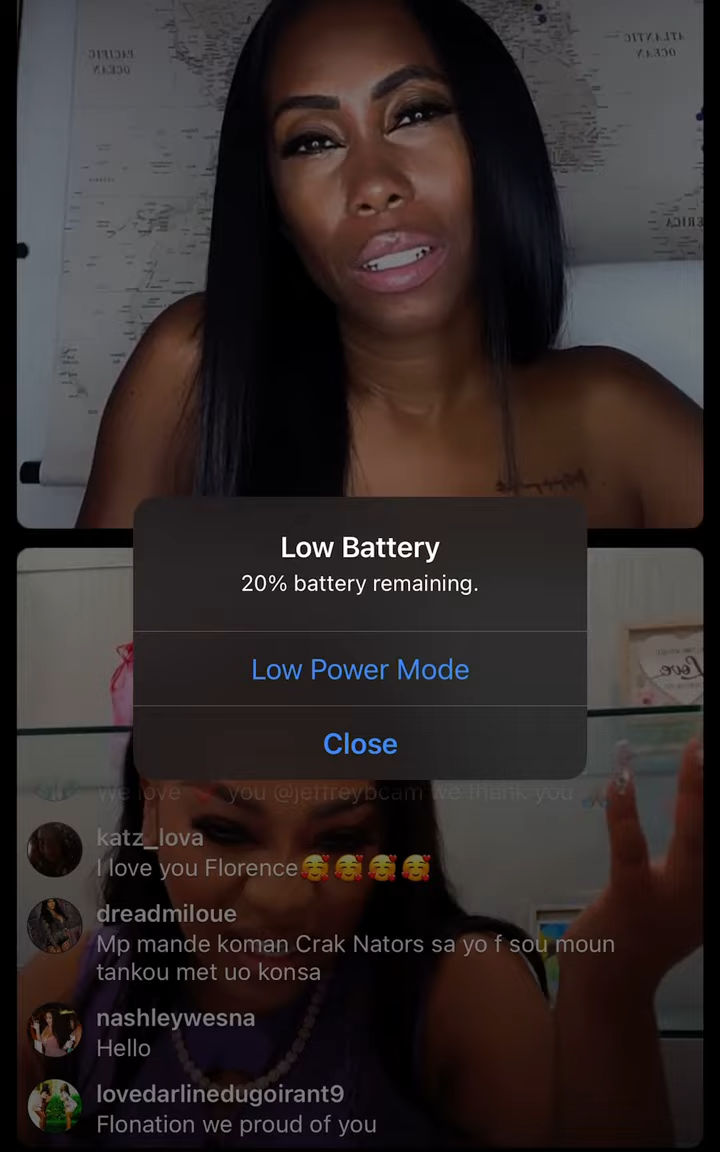 Low Battery
20% battery remaining.
Low Power Mode
Close
We love you @jeffreybcam we thank you
katz_lova
I love you Florence🥰🥰🥰🥰
dreadmiloue
Mp mande koman Crak Nators sa yo f sou moun
tankou met uo konsa
nashleywesna
Hello
lovedarlinedugoirant9
Flonation we proud of you
PACIFIC
OCEAN
ATLANTIC
OCEAN
Love